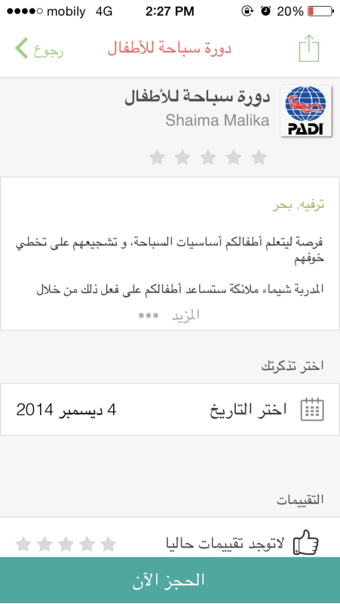 mobily 4G 2:27 PM 20%
رجوع دورة سباحة للأطفال
دورة سباحة للأطفال
Shaima Malika
PADI
ترفيه, بحر
فرصة ليتعلم أطفالكم أساسيات السباحة، و تشجيعهم على تخطي
خوفهم
المدربة شيماء ملائكة ستساعد أطفالكم على فعل ذلك من خلال
المزيد •••
اختر تذكرتك
اختر التاريخ 4 ديسمبر 2014
التقييمات
لاتوجد تقييمات حاليا
الحجز الآن